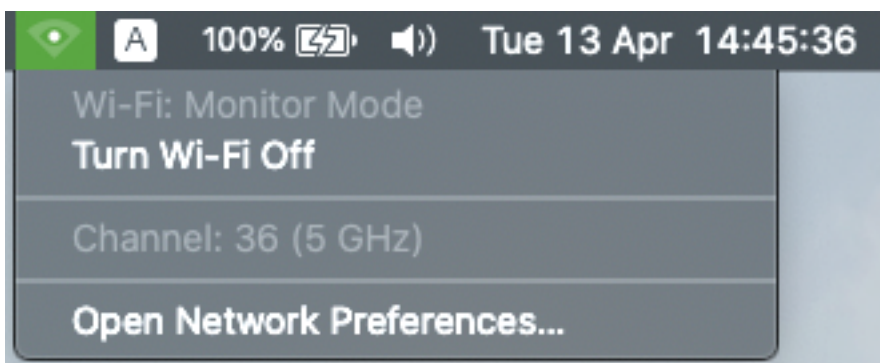 A 100% Tue 13 Apr 14:45:36
Wi-Fi: Monitor Mode
Turn Wi-Fi Off
Channel: 36 (5 GHz)
Open Network Preferences...